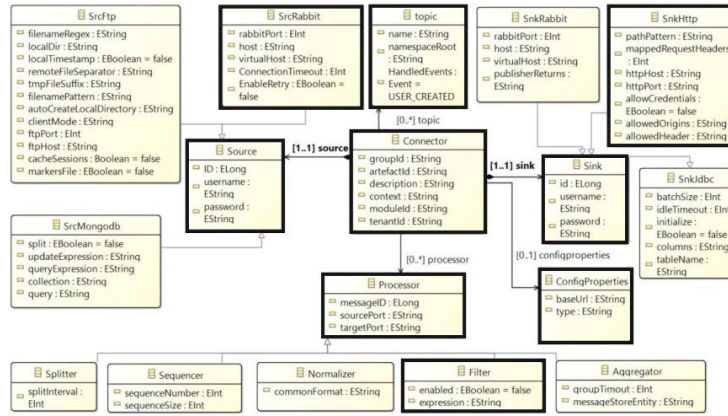 SrcFtp
filenameRegex : EString
localDir : EString
localTimestamp : EBoolean = false
remoteFileSeparator : EString
tmpFileSuffix : EString
filenamePattern : EString
autoCreateLocalDirectory : EString
clientMode : EString
ftpPort : EInt
ftpHost : EString
cacheSessions : Boolean = false
markersFile : EBoolean = false
SrcRabbit
rabbitPort : EInt
host : EString
virtualHost : EString
ConnectionTimeout : EInt
EnableRetry : EBoolean =
false
topic
name : EString
namespaceRoot
: EString
HandledEvents :
Event =
USER_CREATED
SnkRabbit
rabbitPort : EInt
host : EString
virtualHost : EString
publisherReturns :
EString
SnkHttp
pathPattern : EString
mappedRequestHeaders
: EInt
httpHost : EString
httpPort : EString
allowCredentials :
EBoolean = false
allowedOrigins : EString
allowedHeader : EString
[0..*] topic
[1..1] source
[1..1] sink
Source
ID : ELong
username :
EString
password :
EString
Connector
groupId : EString
artefactId : EString
description : EString
context : EString
moduleId : EString
tenantId : EString
Sink
id : ELong
username :
EString
password :
EString
SnkJdbc
batchSize : EInt
idleTimeout : EInt
initialize :
EBoolean = false
columns : EString
tableName :
EString
SrcMongodb
split : EBoolean = false
updateExpression : EString
queryExpression : EString
collection : EString
query : EString
[0..*] processor
[0..1] configproperties
Processor
messageID : ELong
sourcePort : EString
targetPort : EString
ConfigProperties
baseUrl : EString
type : EString
Splitter
splitInterval :
EInt
Sequencer
sequenceNumber : EInt
sequenceSize : EInt
Normalizer
commonFormat : EString
Filter
enabled : EBoolean = false
expression : EString
Aggregator
groupTimeout : EInt
messageStoreEntity : EString